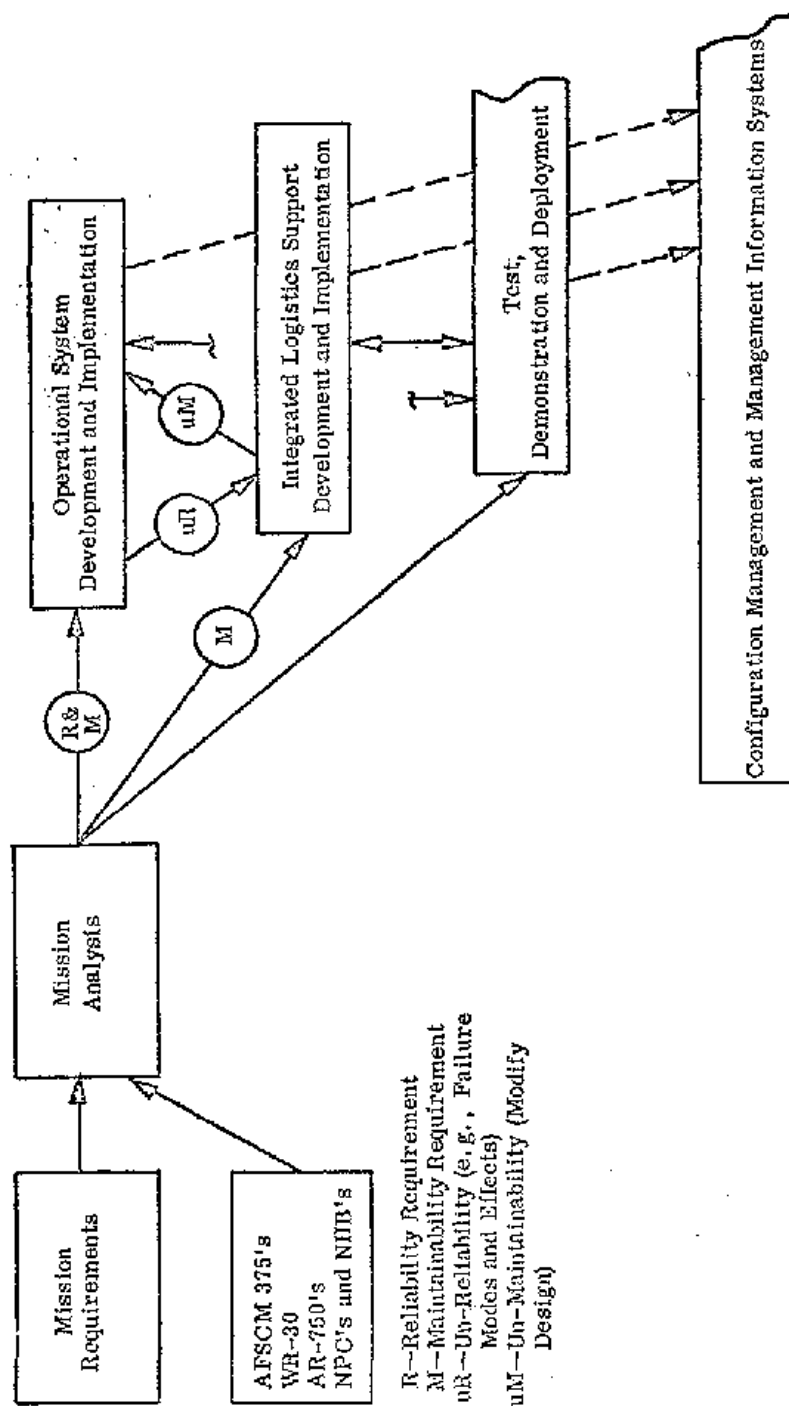 Mission
Requirements
AFSCM 375's
WR-30
AR-750's
NPC's and NHB's
Mission
Analysis
R&
M
M
uR
uM
Operational System
Development and Implementation
Integrated Logistics Support
Development and Implementation
Test,
Demonstration and Deployment
Configuration Management and Management Information Systems
R--Reliability Requirement
M--Maintainability Requirement
uR--Un-Reliability (e.g., Failure
Modes and Effects)
uM--Un-Maintainability (Modify
Design)